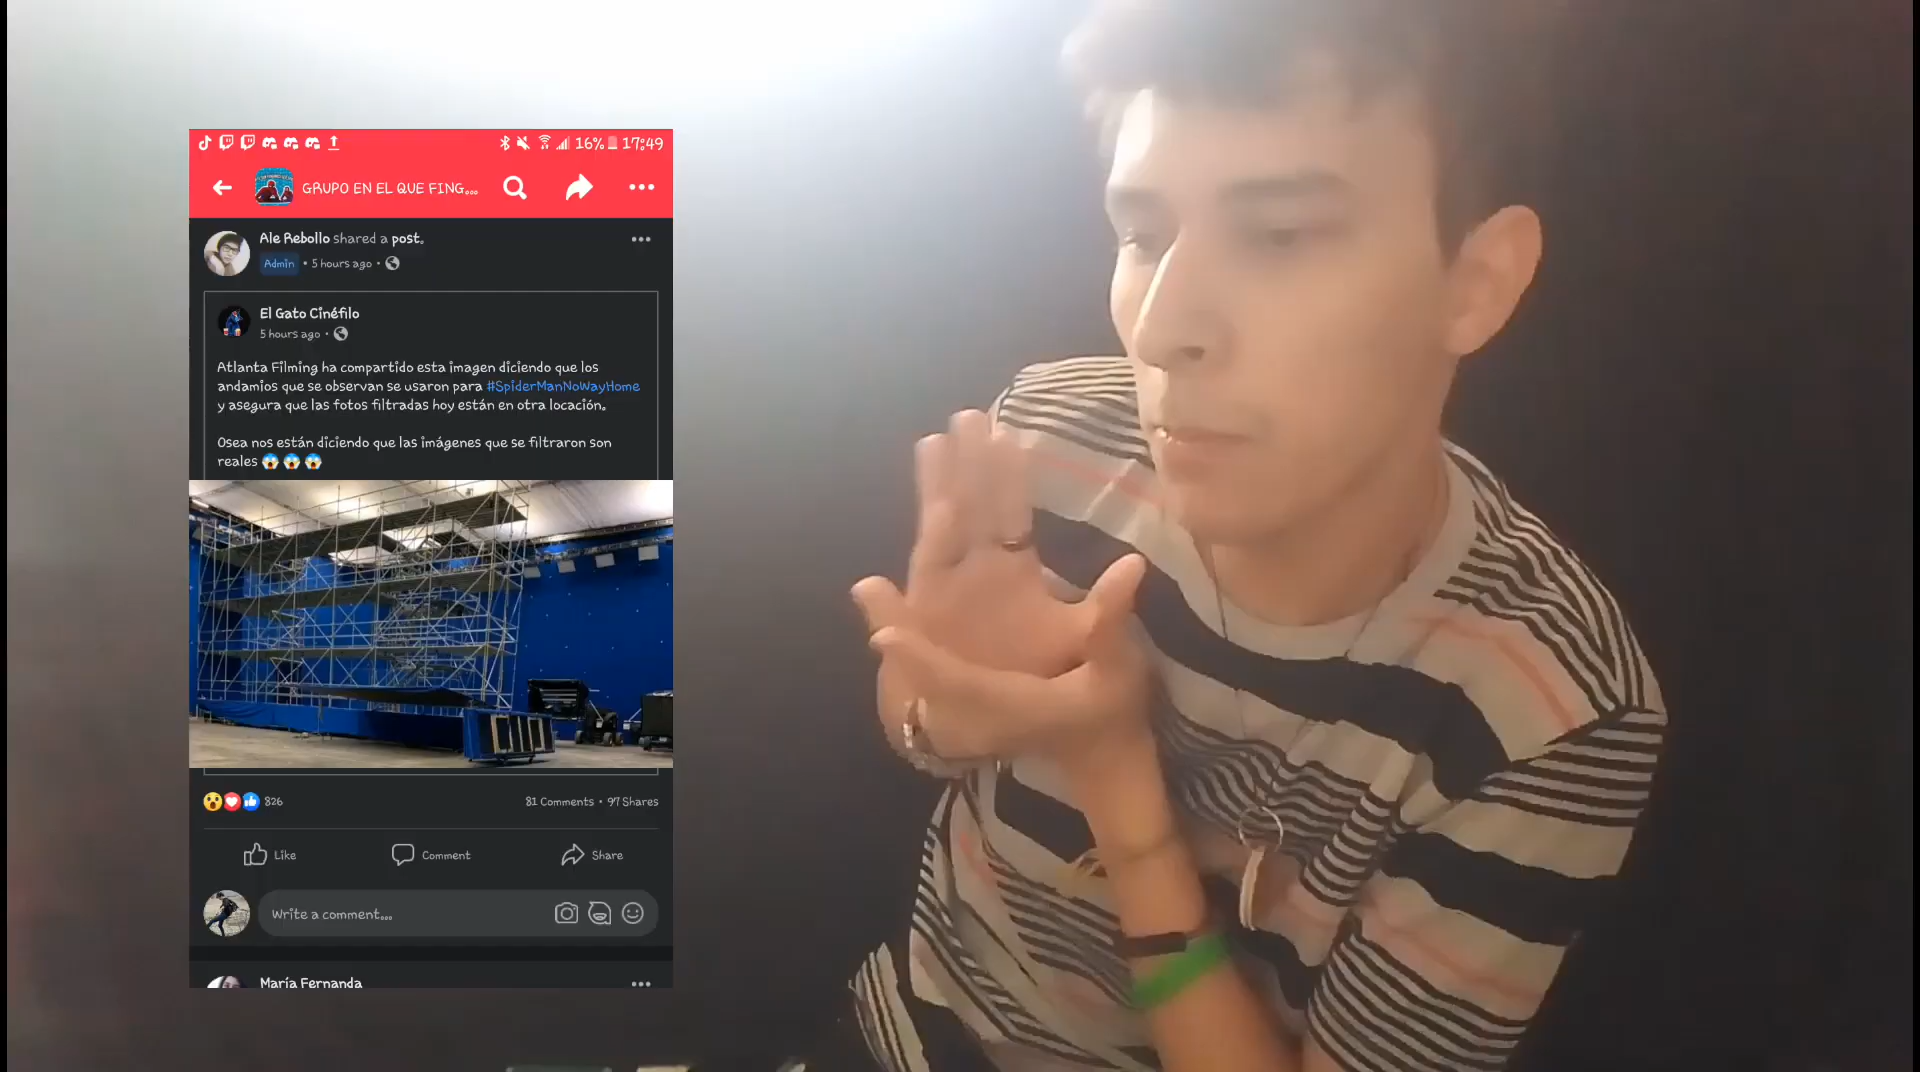 16% 17:49
GRUPO EN EL QUE FING...
Ale Rebollo shared a post.
Admin • 5 hours ago •
El Gato Cinéfilo
5 hours ago •
Atlanta Filming ha compartido esta imagen diciendo que los
andamios que se observan se usaron para #SpiderManNoWayHome
y asegura que las fotos filtradas hoy están en otra locación.
Osea nos están diciendo que las imágenes que se filtraron son
reales 😱 😱 😱
826
81 Comments • 97 Shares
Like
Comment
Share
Write a comment...
María Fernanda